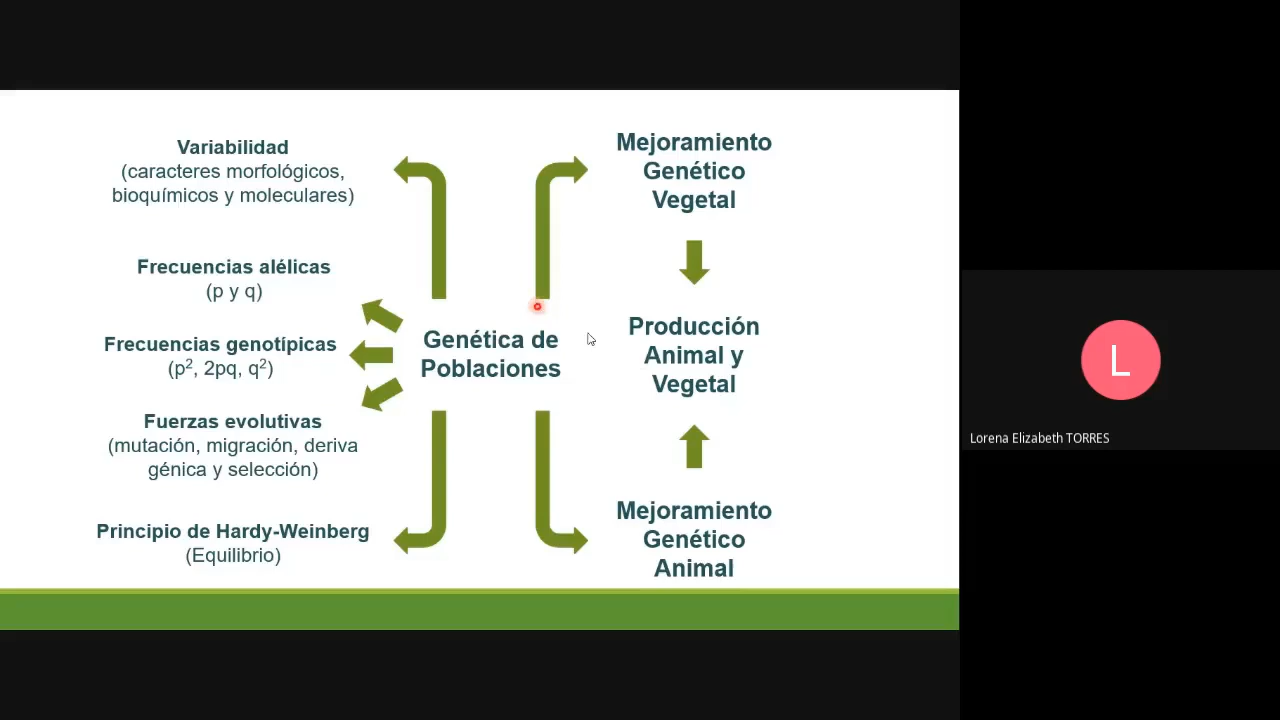 Variabilidad
(caracteres morfológicos,
bioquímicos y moleculares)
Frecuencias alélicas
(p y q)
Frecuencias genotípicas
(p², 2pq, q²)
Fuerzas evolutivas
(mutación, migración, deriva
génica y selección)
Principio de Hardy-Weinberg
(Equilibrio)
Genética de
Poblaciones
Mejoramiento
Genético
Vegetal
Producción
Animal y
Vegetal
Mejoramiento
Genético
Animal
L
Lorena Elizabeth TORRES